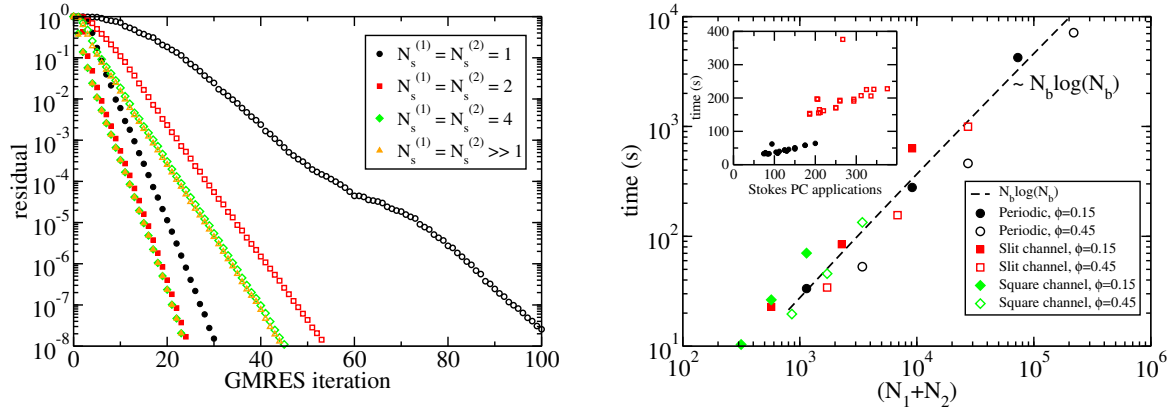 10^0
10^-1
10^-2
10^-3
10^-4
10^-5
10^-6
10^-7
10^-8
residual
0 20 40 60 80 100
GMRES iteration
N_s^(1) = N_s^(2) = 1
N_s^(1) = N_s^(2) = 2
N_s^(1) = N_s^(2) = 4
N_s^(1) = N_s^(2) >> 1
10^4
10^3
10^2
10^1
time (s)
10^2 10^3 10^4 10^5 10^6
(N_1+N_2)
400
300
200
100
0
time (s)
0 100 200 300
Stokes PC applications
~ N_b log(N_b)
N_b log(N_b)
Periodic, ϕ=0.15
Periodic, ϕ=0.45
Slit channel, ϕ=0.15
Slit channel, ϕ=0.45
Square channel, ϕ=0.15
Square channel, ϕ=0.45